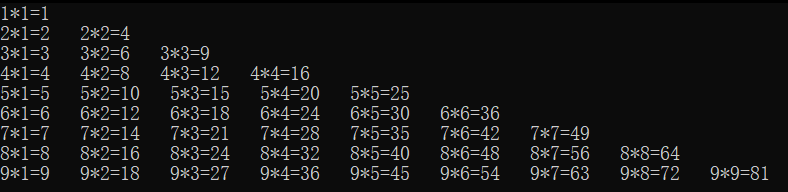 1*1=1
2*1=2   2*2=4
3*1=3   3*2=6   3*3=9
4*1=4   4*2=8   4*3=12   4*4=16
5*1=5   5*2=10   5*3=15   5*4=20   5*5=25
6*1=6   6*2=12   6*3=18   6*4=24   6*5=30   6*6=36
7*1=7   7*2=14   7*3=21   7*4=28   7*5=35   7*6=42   7*7=49
8*1=8   8*2=16   8*3=24   8*4=32   8*5=40   8*6=48   8*7=56   8*8=64
9*1=9   9*2=18   9*3=27   9*4=36   9*5=45   9*6=54   9*7=63   9*8=72   9*9=81